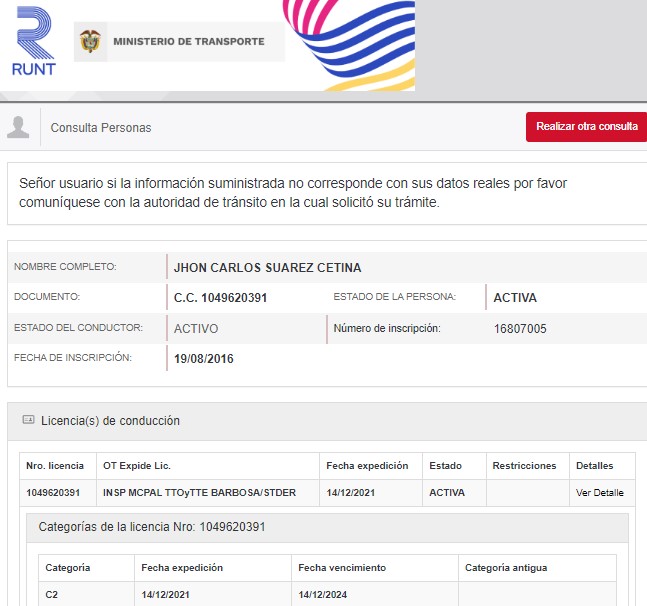 RUNT
MINISTERIO DE TRANSPORTE
Consulta Personas
Realizar otra consulta
Señor usuario si la información suministrada no corresponde con sus datos reales por favor
comuníquese con la autoridad de tránsito en la cual solicitó su trámite.
NOMBRE COMPLETO: JHON CARLOS SUAREZ CETINA
DOCUMENTO: C.C. 1049620391 ESTADO DE LA PERSONA: ACTIVA
ESTADO DEL CONDUCTOR: ACTIVO Número de inscripción: 16807005
FECHA DE INSCRIPCIÓN: 19/08/2016
Licencia(s) de conducción
Nro. licencia OT Expide Lic. Fecha expedición Estado Restricciones Detalles
1049620391 INSP MCPAL TTOyTTE BARBOSA/STDER 14/12/2021 ACTIVA Ver Detalle
Categorías de la licencia Nro: 1049620391
Categoría Fecha expedición Fecha vencimiento Categoría antigua
C2 14/12/2021 14/12/2024